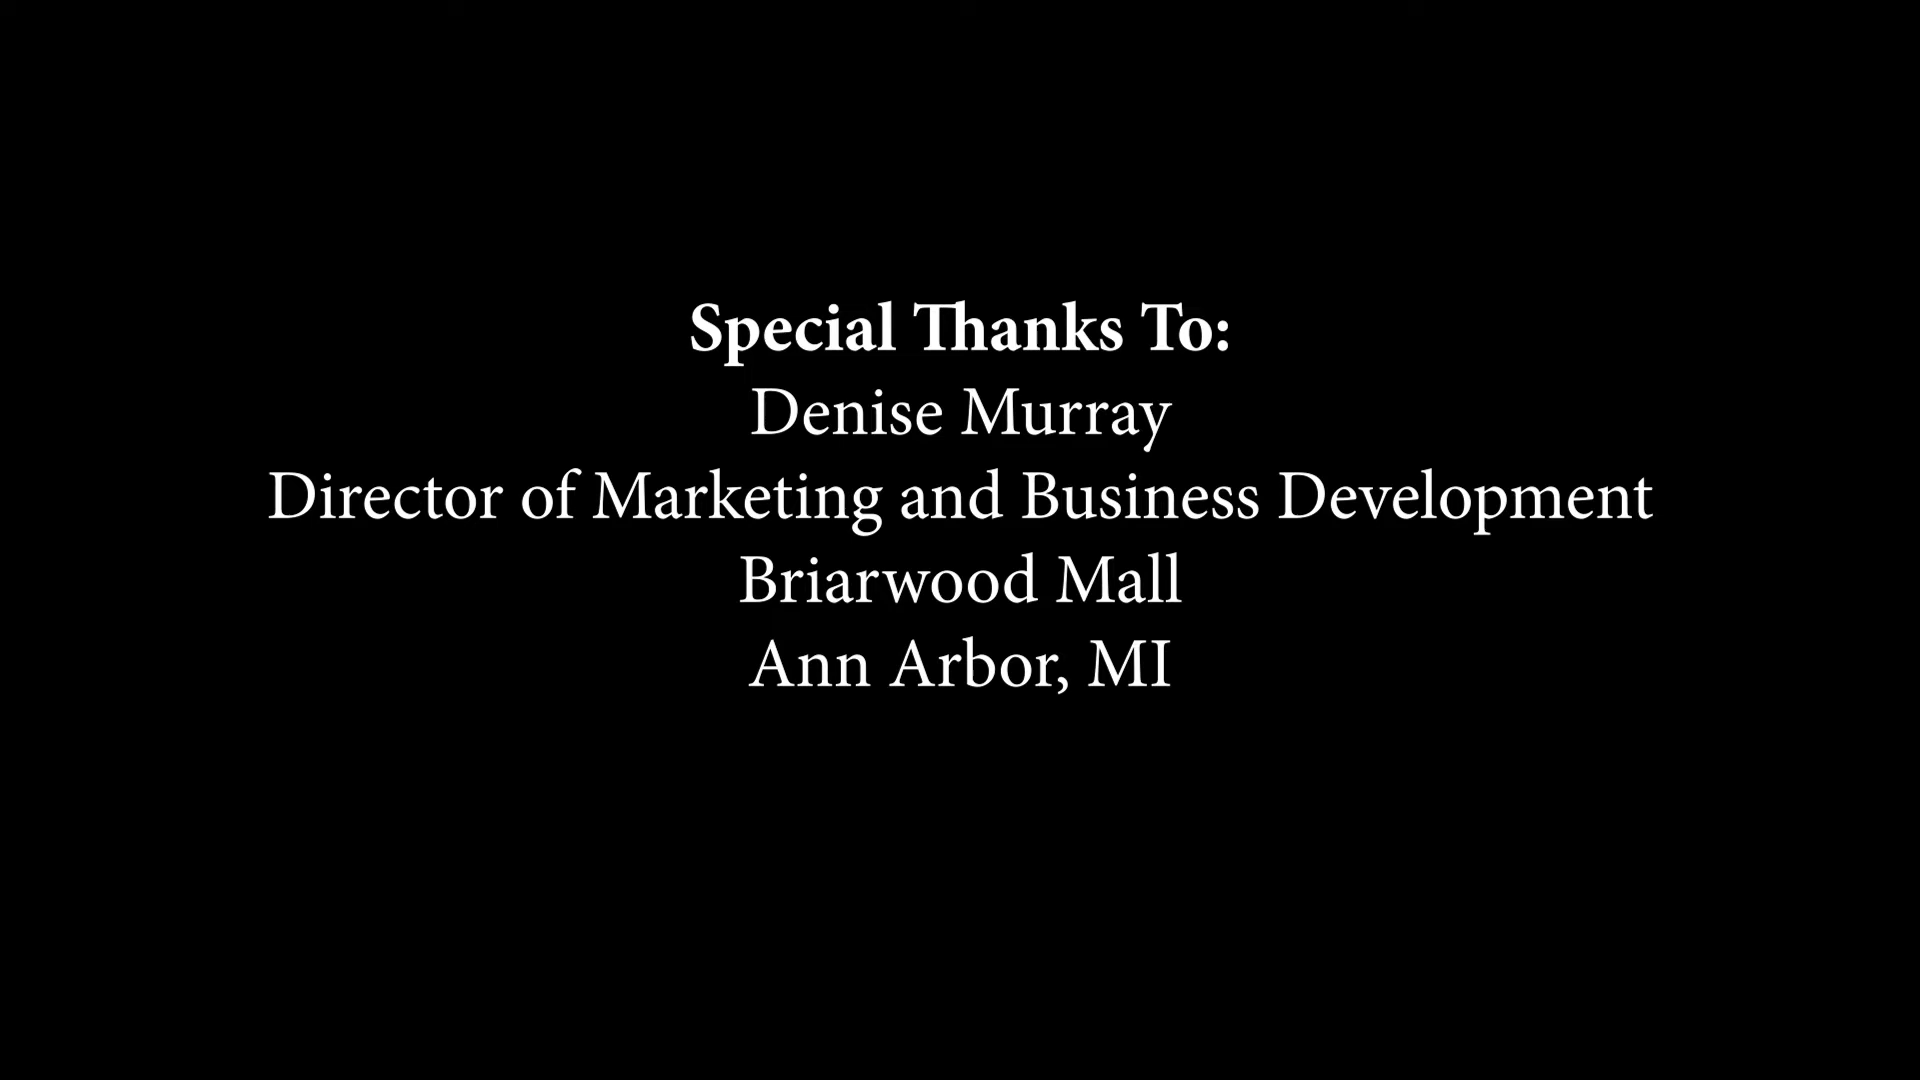 Special Thanks To:
Denise Murray
Director of Marketing and Business Development
Briarwood Mall
Ann Arbor, MI